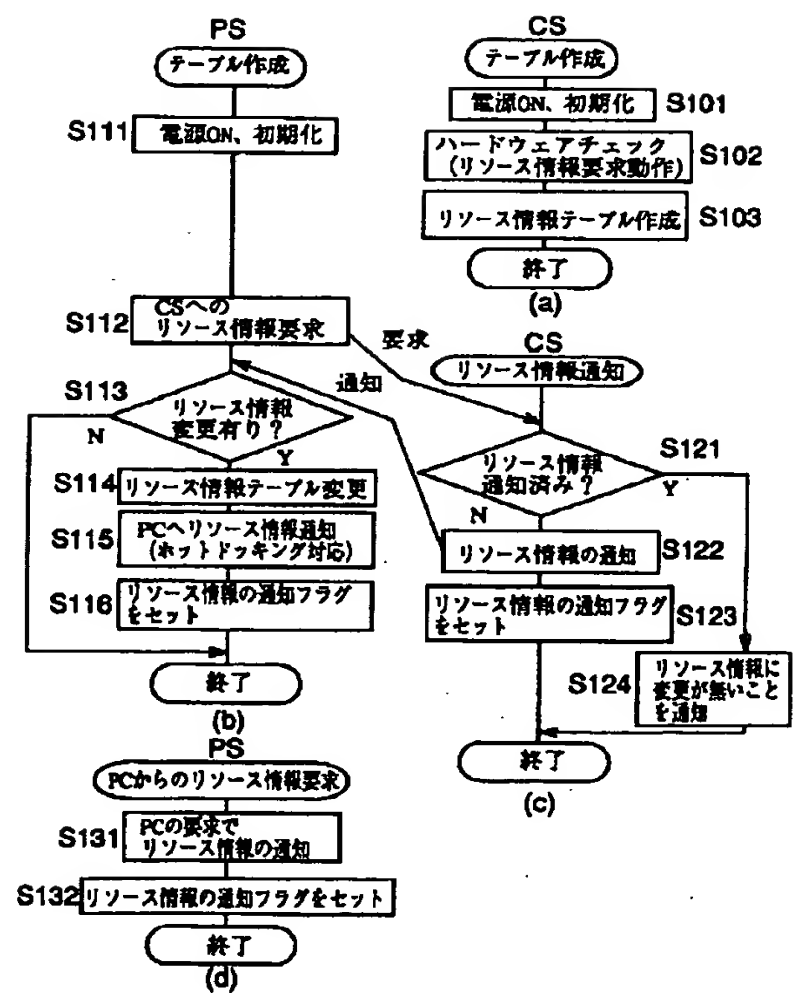 PS
テーブル作成
S111
電源ON、初期化
S112
CSへの
リソース情報要求
要求
通知
S113
リソース情報
変更有り？
N
Y
S114
リソース情報テーブル変更
S115
PCへリソース情報通知
(ホットドッキング対応)
S116
リソース情報の通知フラグ
をセット
終了
(b)
CS
テーブル作成
電源ON、初期化
S101
ハードウェアチェック
(リソース情報要求動作)
S102
リソース情報テーブル作成
S103
終了
(a)
CS
リソース情報通知
S121
リソース情報
通知済み？
Y
N
リソース情報の通知
S122
リソース情報の通知フラグ
をセット
S123
S124
リソース情報に
変更が無いこと
を通知
終了
(c)
PS
PCからのリソース情報要求
S131
PCの要求で
リソース情報の通知
S132
リソース情報の通知フラグをセット
終了
(d)